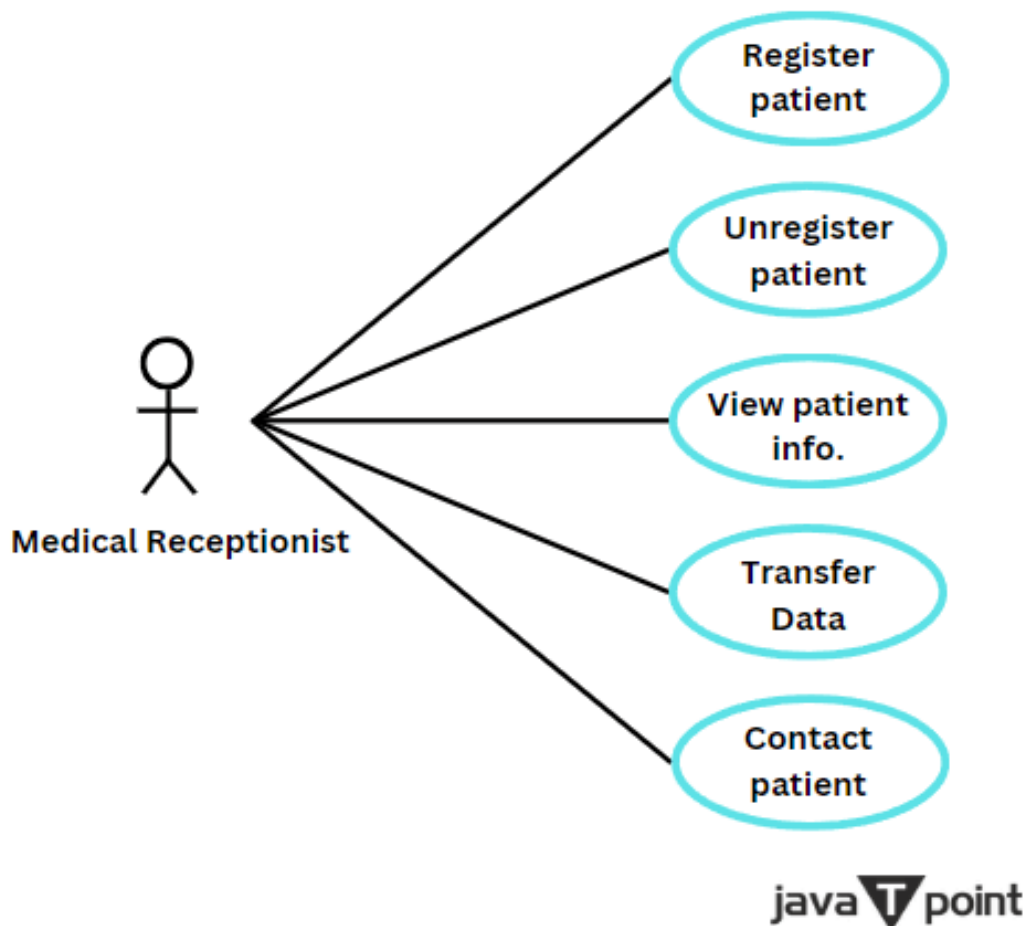 Register
patient
Unregister
patient
View patient
info.
Medical Receptionist
Transfer
Data
Contact
patient
javaTpoint